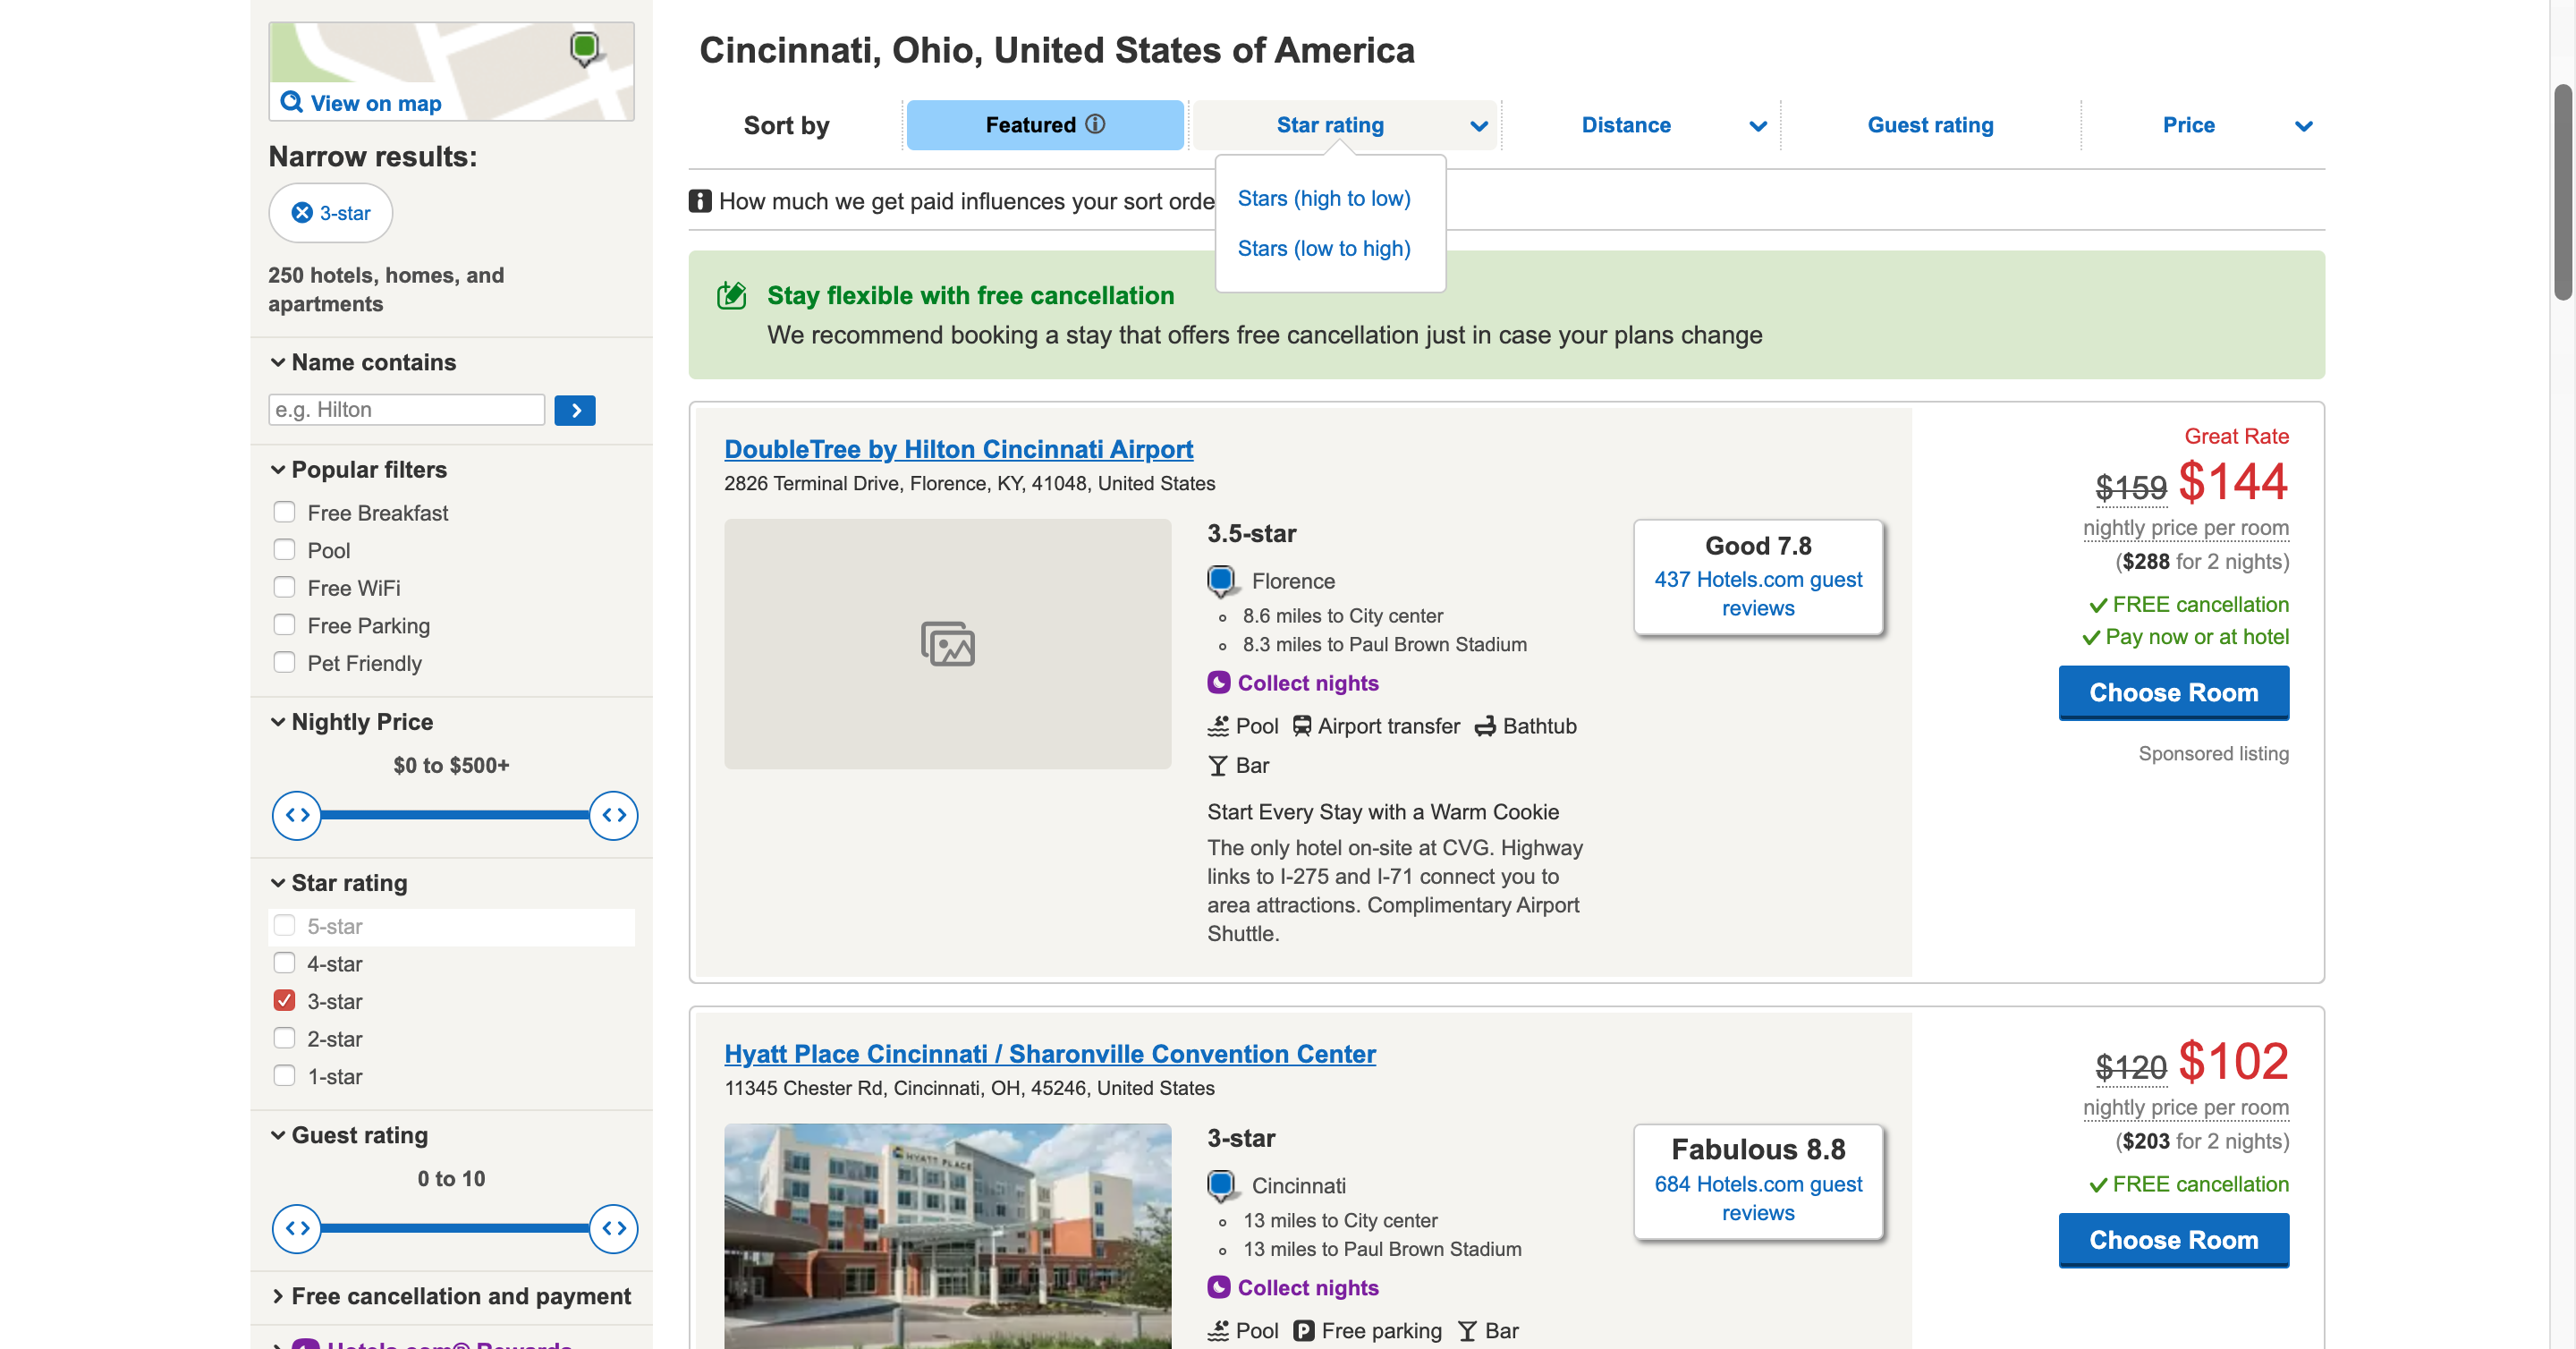 View on map
Narrow results:
3-star
250 hotels, homes, and
apartments
Name contains
e.g. Hilton
Popular filters
Free Breakfast
Pool
Free WiFi
Free Parking
Pet Friendly
Nightly Price
$0 to $500+
Star rating
5-star
4-star
3-star
2-star
1-star
Guest rating
0 to 10
Free cancellation and payment
Hotels.com® Rewards
Cincinnati, Ohio, United States of America
Sort by
Featured
Star rating
Distance
Guest rating
Price
Stars (high to low)
Stars (low to high)
How much we get paid influences your sort orde
Stay flexible with free cancellation
We recommend booking a stay that offers free cancellation just in case your plans change
DoubleTree by Hilton Cincinnati Airport
2826 Terminal Drive, Florence, KY, 41048, United States
3.5-star
Florence
8.6 miles to City center
8.3 miles to Paul Brown Stadium
Collect nights
Pool Airport transfer Bathtub
Bar
Start Every Stay with a Warm Cookie
The only hotel on-site at CVG. Highway
links to I-275 and I-71 connect you to
area attractions. Complimentary Airport
Shuttle.
Good 7.8
437 Hotels.com guest
reviews
Great Rate
$159 $144
nightly price per room
($288 for 2 nights)
FREE cancellation
Pay now or at hotel
Choose Room
Sponsored listing
Hyatt Place Cincinnati / Sharonville Convention Center
11345 Chester Rd, Cincinnati, OH, 45246, United States
HYATT PLACE
3-star
Cincinnati
13 miles to City center
13 miles to Paul Brown Stadium
Collect nights
Pool P Free parking Bar
Fabulous 8.8
684 Hotels.com guest
reviews
$120 $102
nightly price per room
($203 for 2 nights)
FREE cancellation
Choose Room